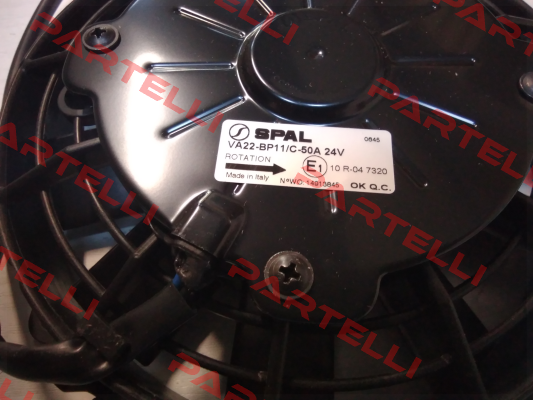 SPAL 0845
VA22-BP11/C-50A 24V
ROTATION
E1 10 R-04 7320
Made in Italy N°WO. OK Q.C.
PARTELLI
PARTELLI
PARTELLI
PARTELLI
PARTELLI